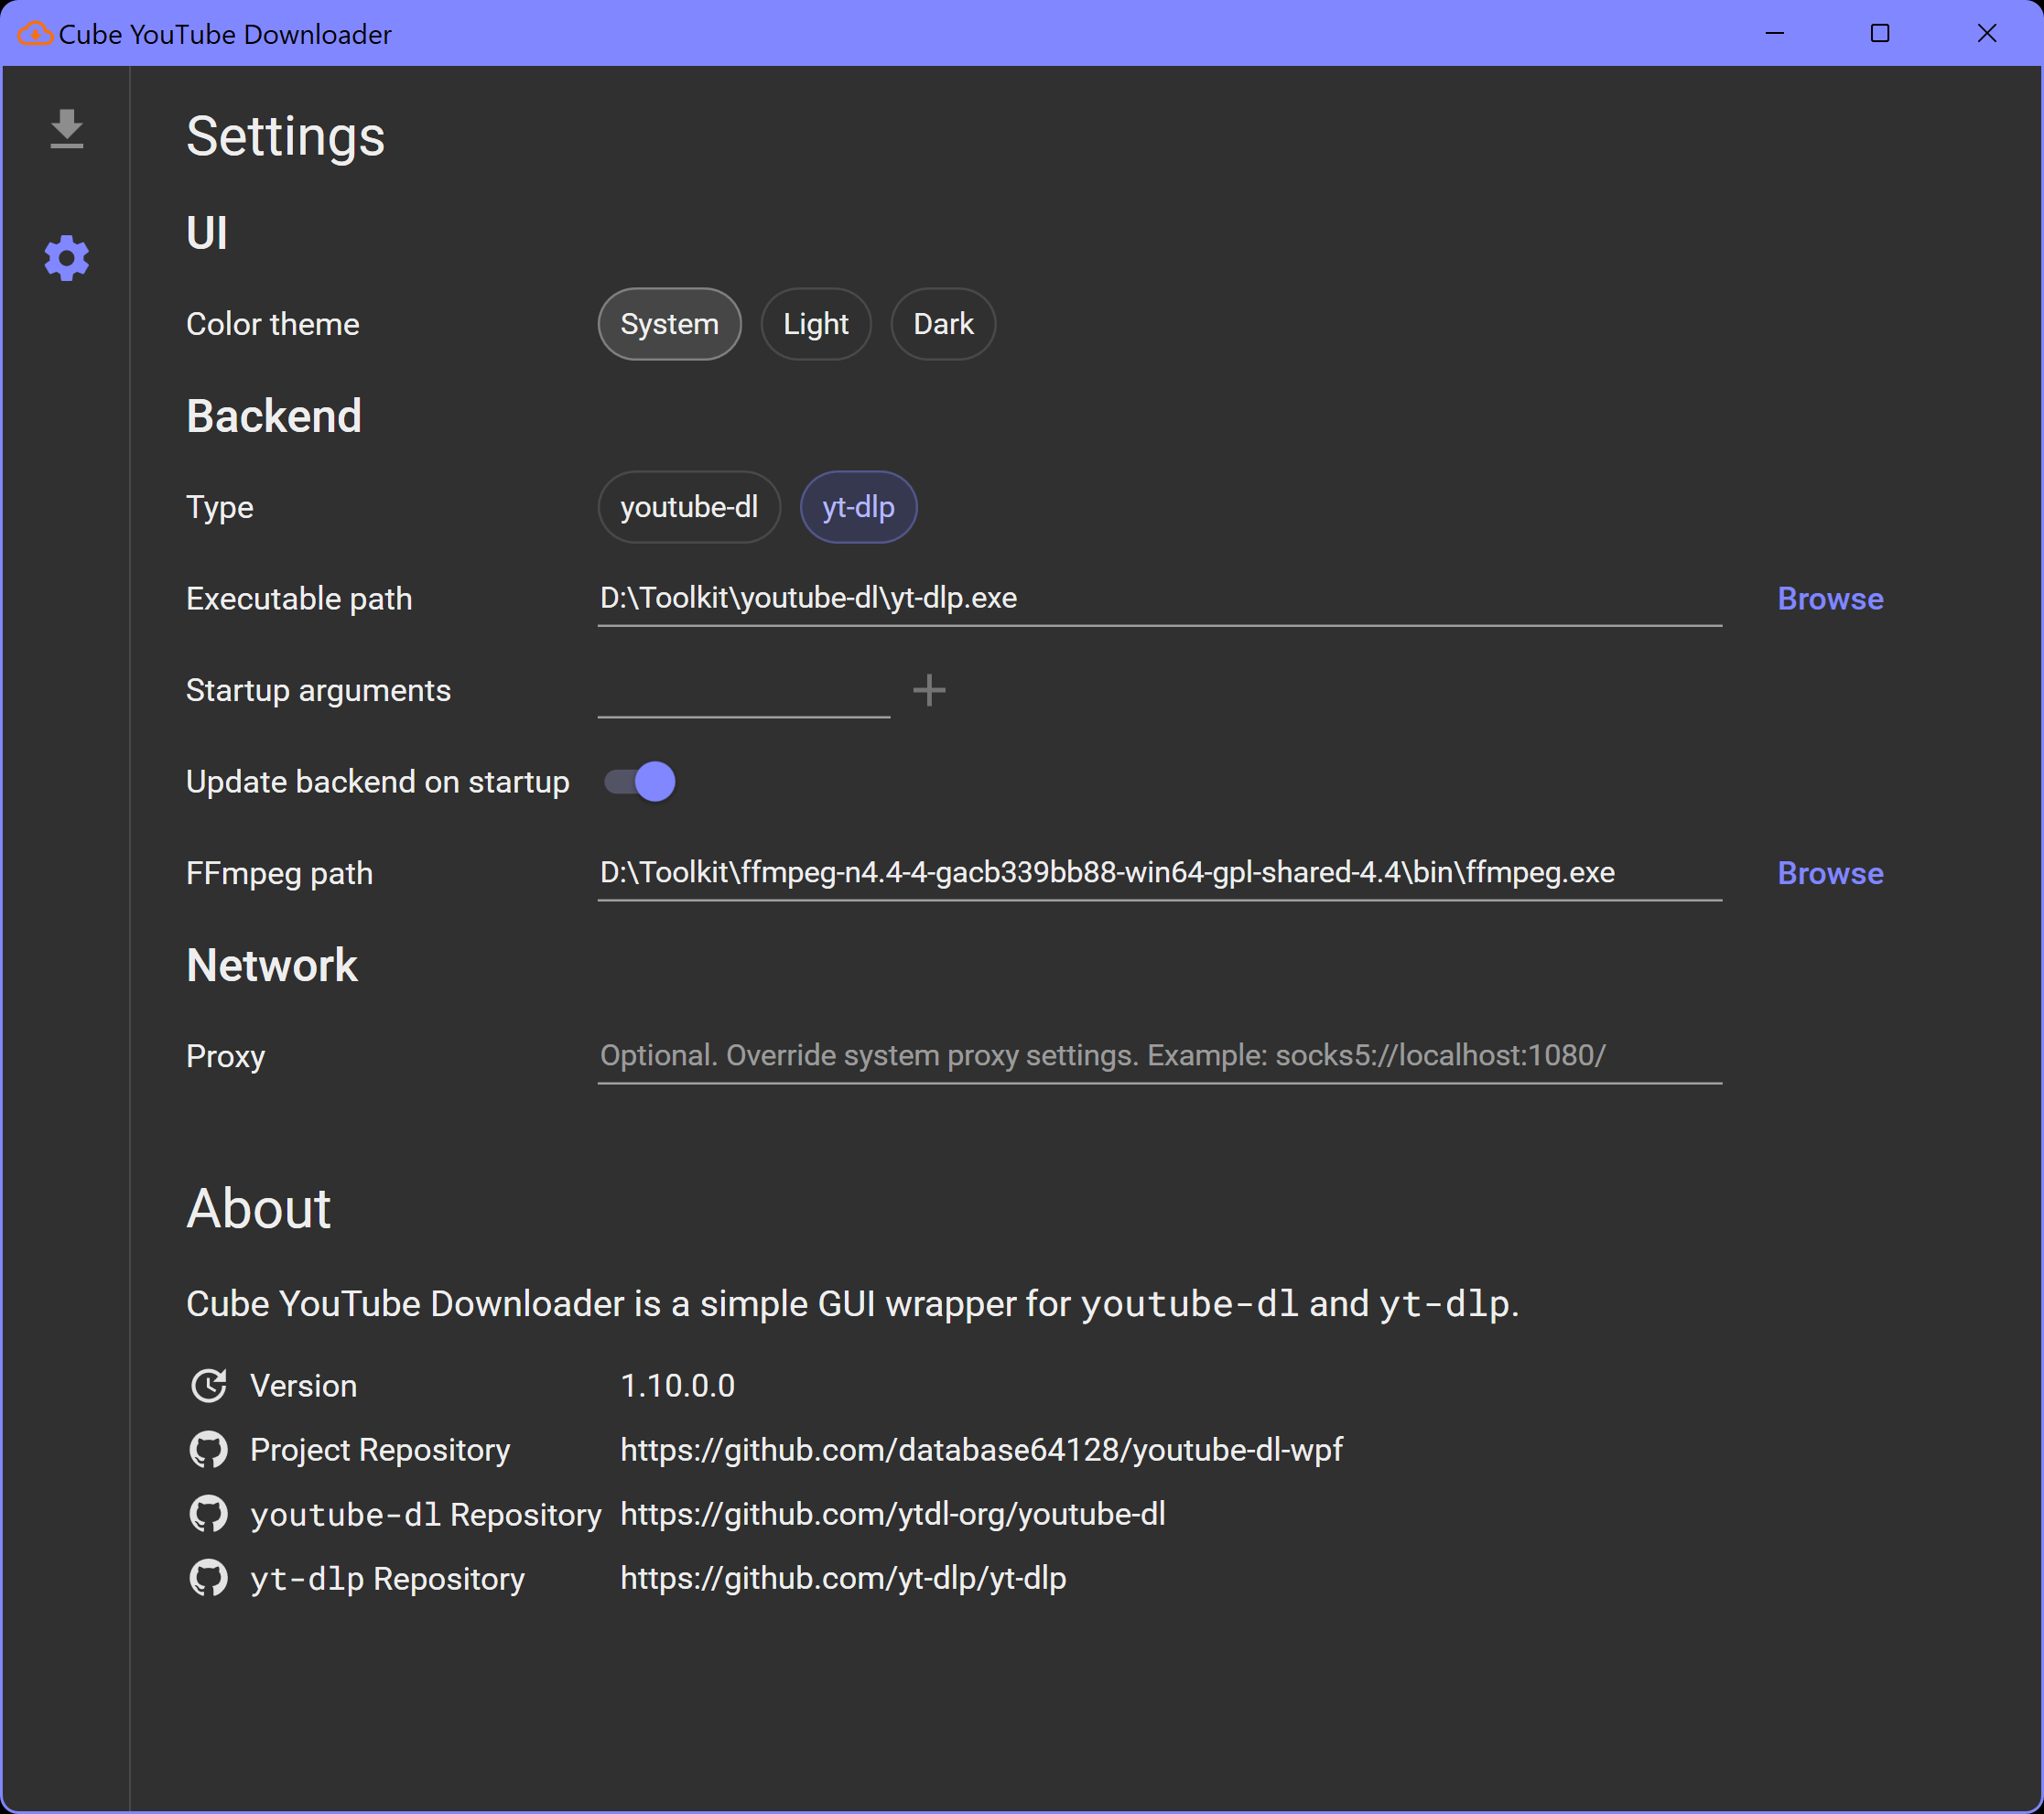 Cube YouTube Downloader
Settings
UI
Color theme System Light Dark
Backend
Type youtube-dl yt-dlp
Executable path D:\Toolkit\youtube-dl\yt-dlp.exe Browse
Startup arguments
Update backend on startup
FFmpeg path D:\Toolkit\ffmpeg-n4.4-4-gacb339bb88-win64-gpl-shared-4.4\bin\ffmpeg.exe Browse
Network
Proxy Optional. Override system proxy settings. Example: socks5://localhost:1080/
About
Cube YouTube Downloader is a simple GUI wrapper for youtube-dl and yt-dlp.
Version 1.10.0.0
Project Repository https://github.com/database64128/youtube-dl-wpf
youtube-dl Repository https://github.com/ytdl-org/youtube-dl
yt-dlp Repository https://github.com/yt-dlp/yt-dlp